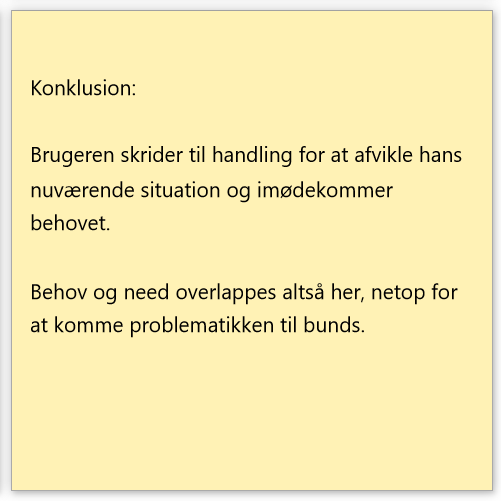 Konklusion:
Brugeren skrider til handling for at afvikle hans
nuværende situation og imødekommer
behovet.
Behov og need overlappes altså her, netop for
at komme problematikken til bunds.